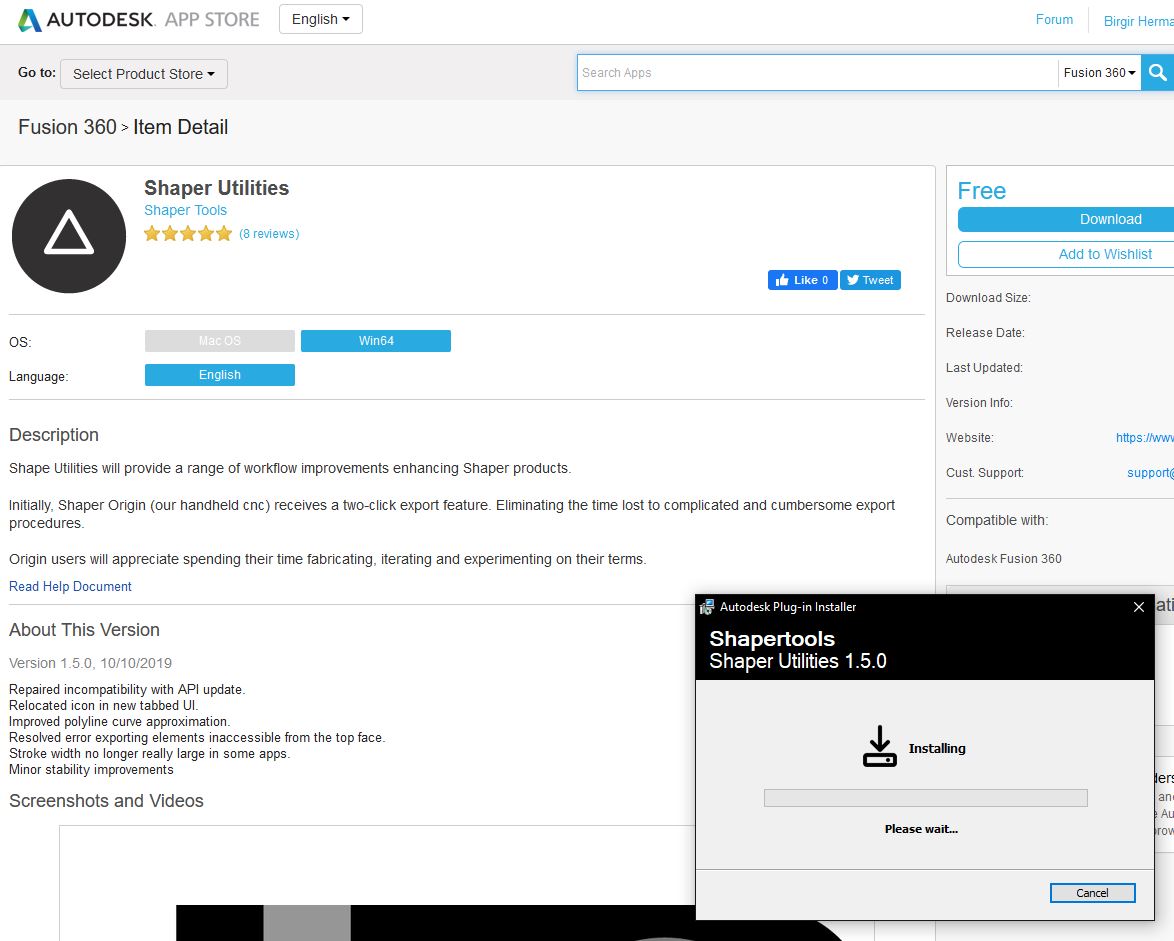 AUTODESK. APP STORE
English
Forum
Birgir Herma
Go to:
Select Product Store
Search Apps
Fusion 360
Fusion 360 > Item Detail
Shaper Utilities
Shaper Tools
(8 reviews)
Like 0
Tweet
Free
Download
Add to Wishlist
Download Size:
Release Date:
Last Updated:
Version Info:
Website:
https://www
Cust. Support:
support@
Compatible with:
Autodesk Fusion 360
OS:
Mac OS
Win64
Language:
English
Description
Shape Utilities will provide a range of workflow improvements enhancing Shaper products.
Initially, Shaper Origin (our handheld cnc) receives a two-click export feature. Eliminating the time lost to complicated and cumbersome export
procedures.
Origin users will appreciate spending their time fabricating, iterating and experimenting on their terms.
Read Help Document
About This Version
Version 1.5.0, 10/10/2019
Repaired incompatibility with API update.
Relocated icon in new tabbed UI.
Improved polyline curve approximation.
Resolved error exporting elements inaccessible from the top face.
Stroke width no longer really large in some apps.
Minor stability improvements
Screenshots and Videos
Autodesk Plug-in Installer
Shapertools
Shaper Utilities 1.5.0
Installing
Please wait...
Cancel